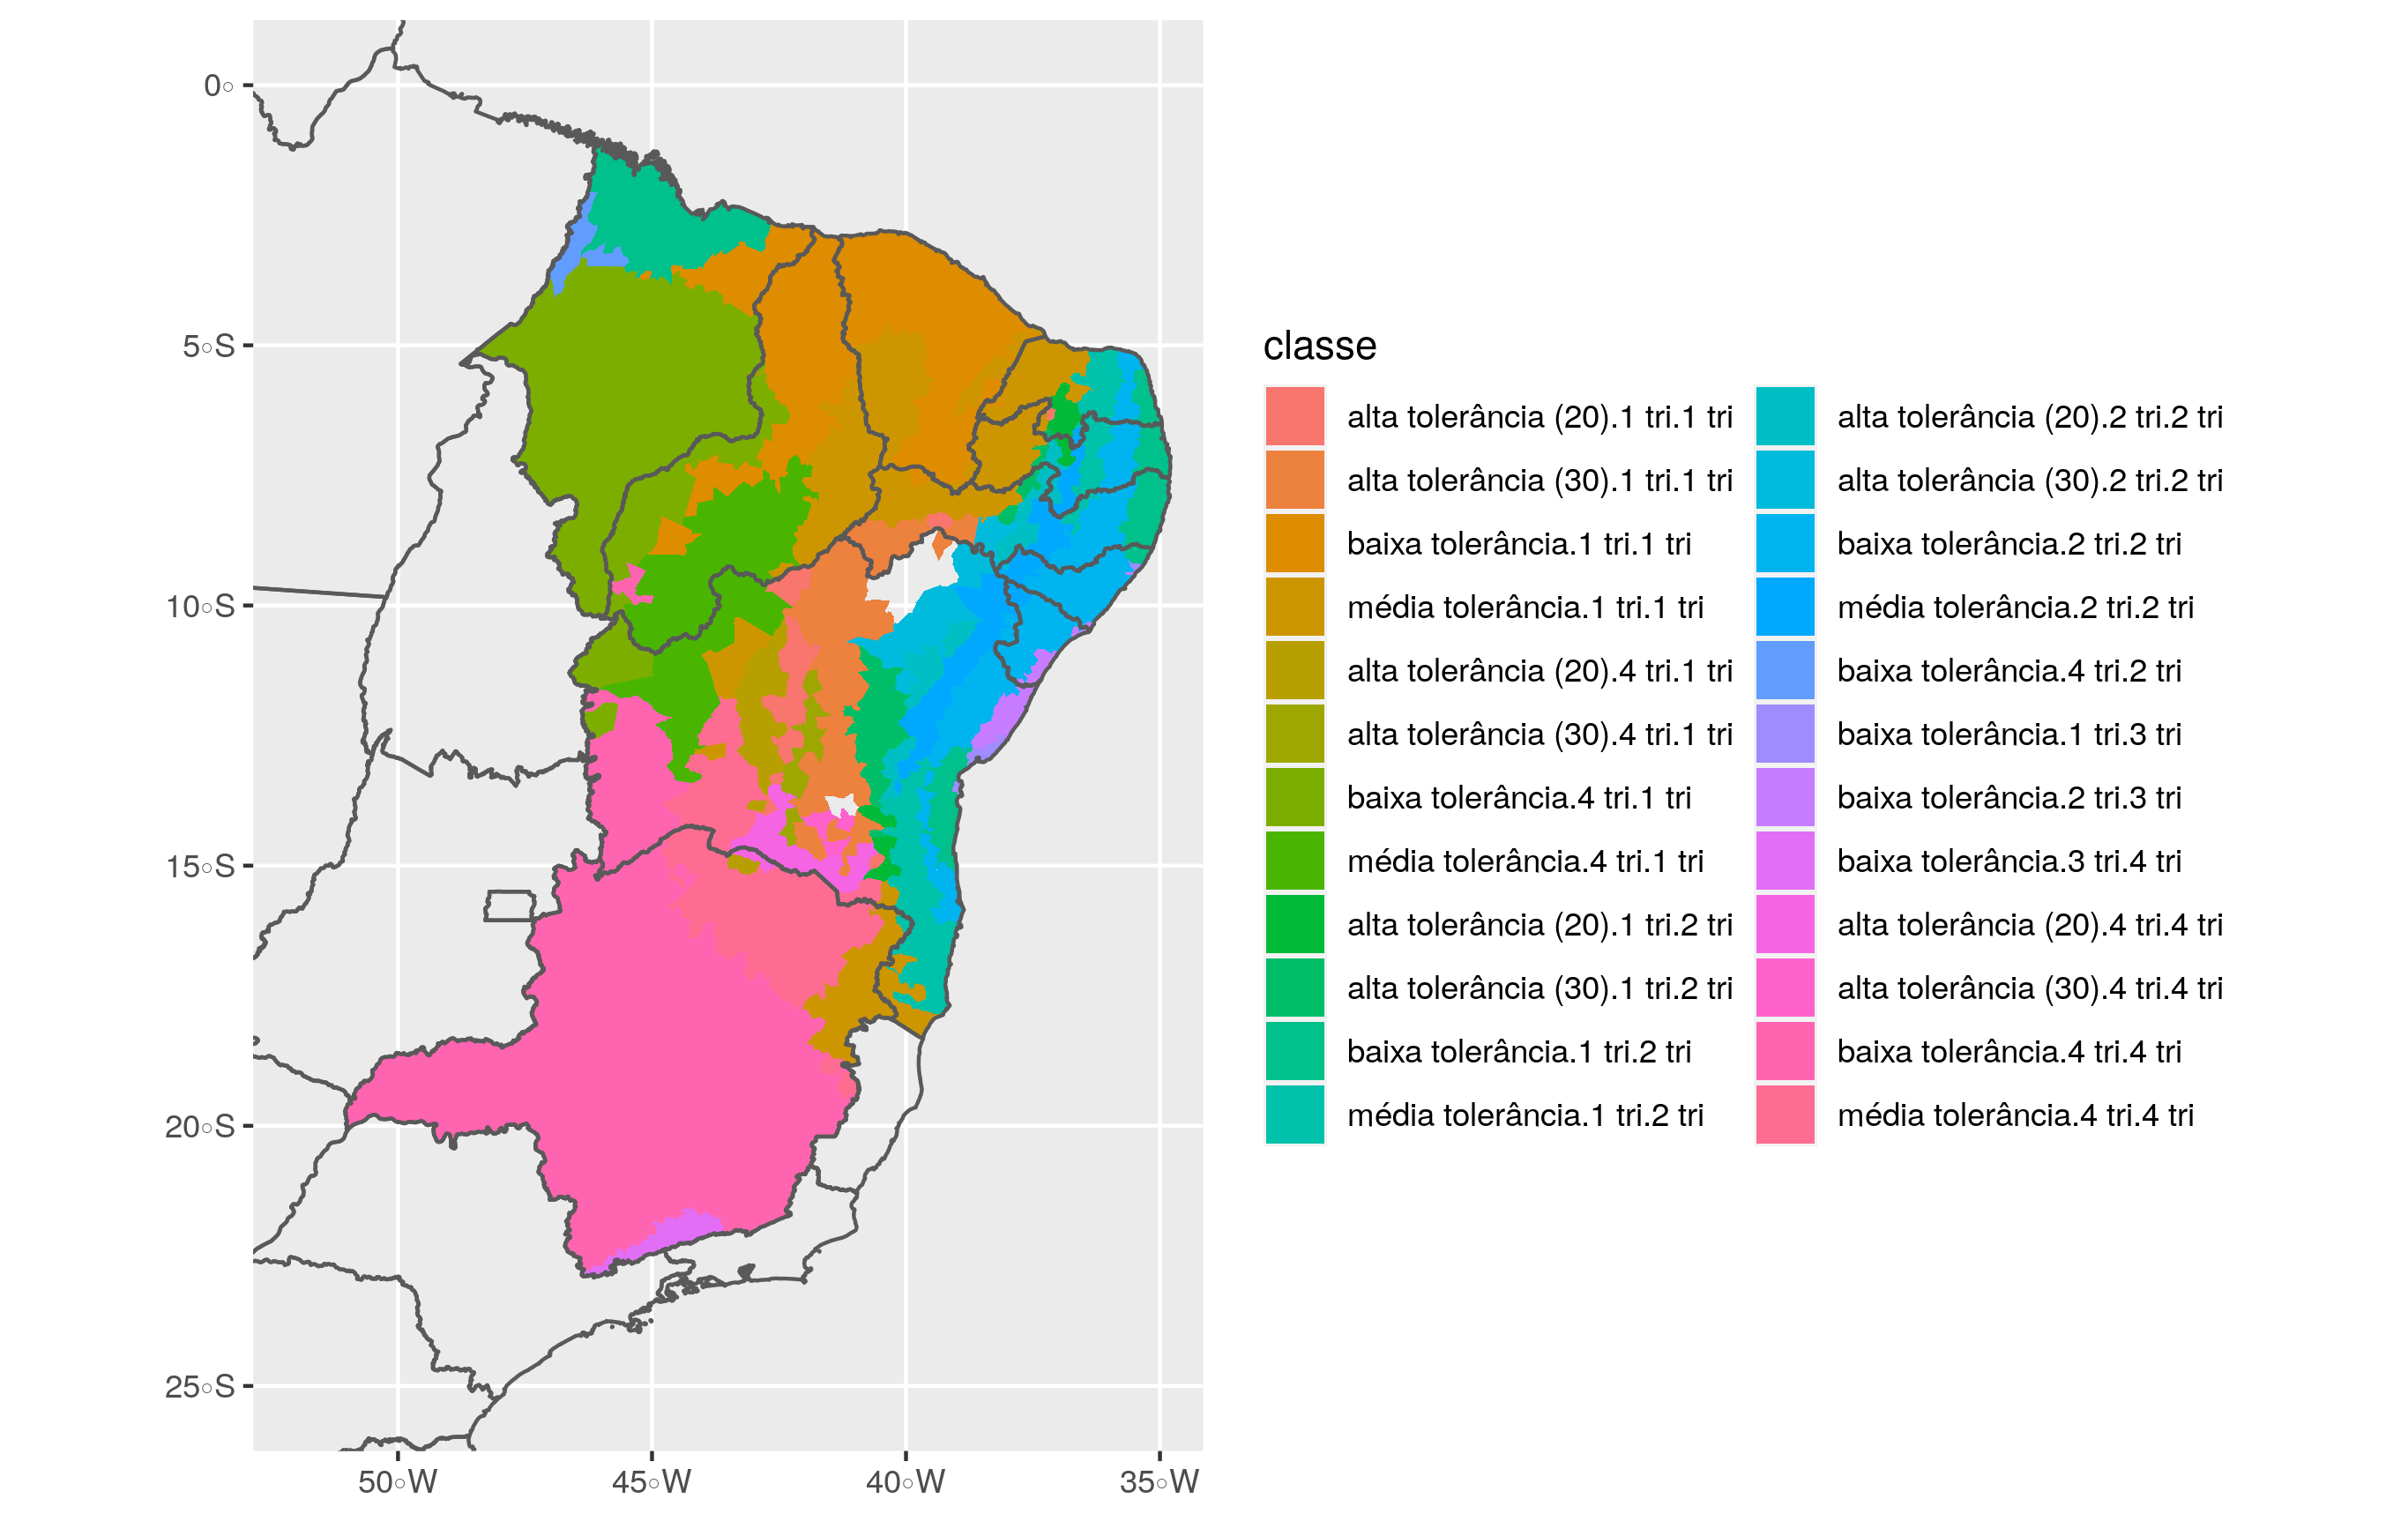 0°
5°S
10°S
15°S
20°S
25°S
50°W
45°W
40°W
35°W
classe
alta tolerância (20).1 tri.1 tri
alta tolerância (30).1 tri.1 tri
baixa tolerância.1 tri.1 tri
média tolerância.1 tri.1 tri
alta tolerância (20).4 tri.1 tri
alta tolerância (30).4 tri.1 tri
baixa tolerância.4 tri.1 tri
média tolerância.4 tri.1 tri
alta tolerância (20).1 tri.2 tri
alta tolerância (30).1 tri.2 tri
baixa tolerância.1 tri.2 tri
média tolerância.1 tri.2 tri
alta tolerância (20).2 tri.2 tri
alta tolerância (30).2 tri.2 tri
baixa tolerância.2 tri.2 tri
média tolerância.2 tri.2 tri
baixa tolerância.4 tri.2 tri
baixa tolerância.1 tri.3 tri
baixa tolerância.2 tri.3 tri
baixa tolerância.3 tri.4 tri
alta tolerância (20).4 tri.4 tri
alta tolerância (30).4 tri.4 tri
baixa tolerância.4 tri.4 tri
média tolerância.4 tri.4 tri